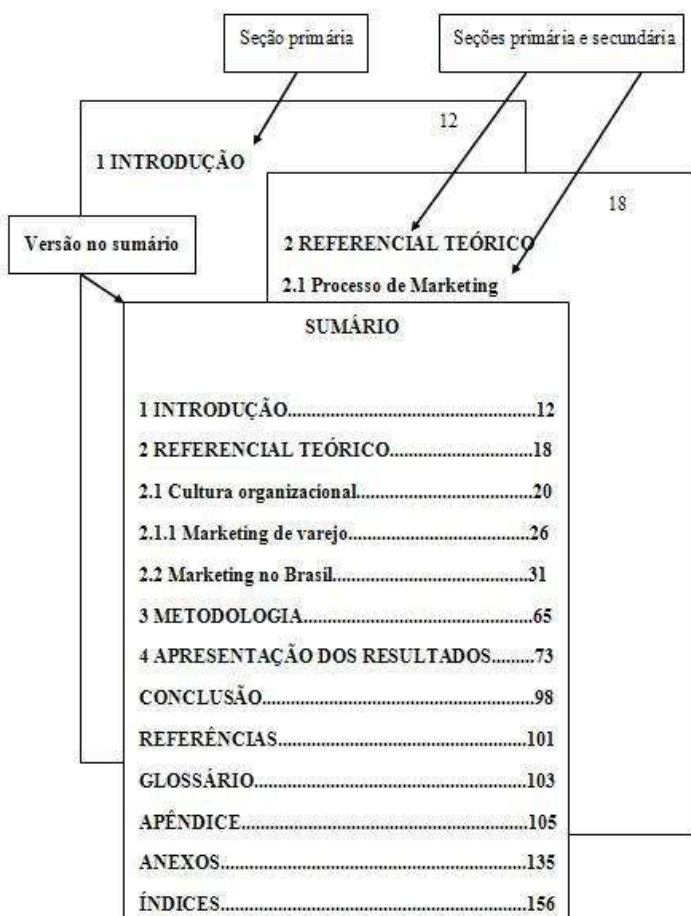 Seção primária
Seções primária e secundária
12
1 INTRODUÇÃO
18
Versão no sumário
2 REFERENCIAL TEÓRICO
2.1 Processo de Marketing
SUMÁRIO
1 INTRODUÇÃO......................................................12
2 REFERENCIAL TEÓRICO...............................18
2.1 Cultura organizacional......................................20
2.1.1 Marketing de varejo........................................26
2.2 Marketing no Brasil...........................................31
3 METODOLOGIA..................................................65
4 APRESENTAÇÃO DOS RESULTADOS.........73
CONCLUSÃO...........................................................98
REFERÊNCIAS......................................................101
GLOSSÁRIO...........................................................103
APÊNDICE..............................................................105
ANEXOS..................................................................135
ÍNDICES..................................................................156